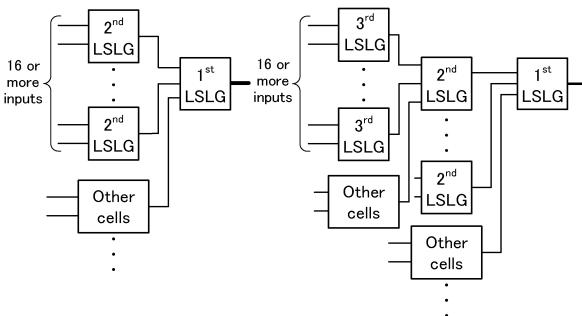 16 or
more
inputs
2nd
LSLG
2nd
LSLG
1st
LSLG
Other
cells
16 or
more
inputs
3rd
LSLG
3rd
LSLG
2nd
LSLG
2nd
LSLG
1st
LSLG
Other
cells
Other
cells